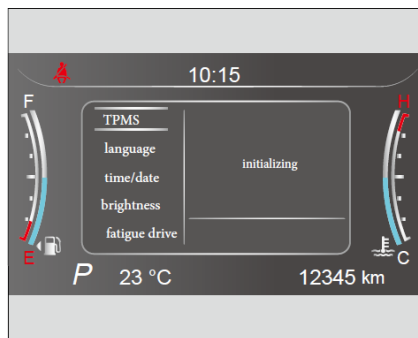 10:15
F
H
TPMS
language
initializing
time/date
brightness
fatigue drive
E
C
P 23 °C 12345 km